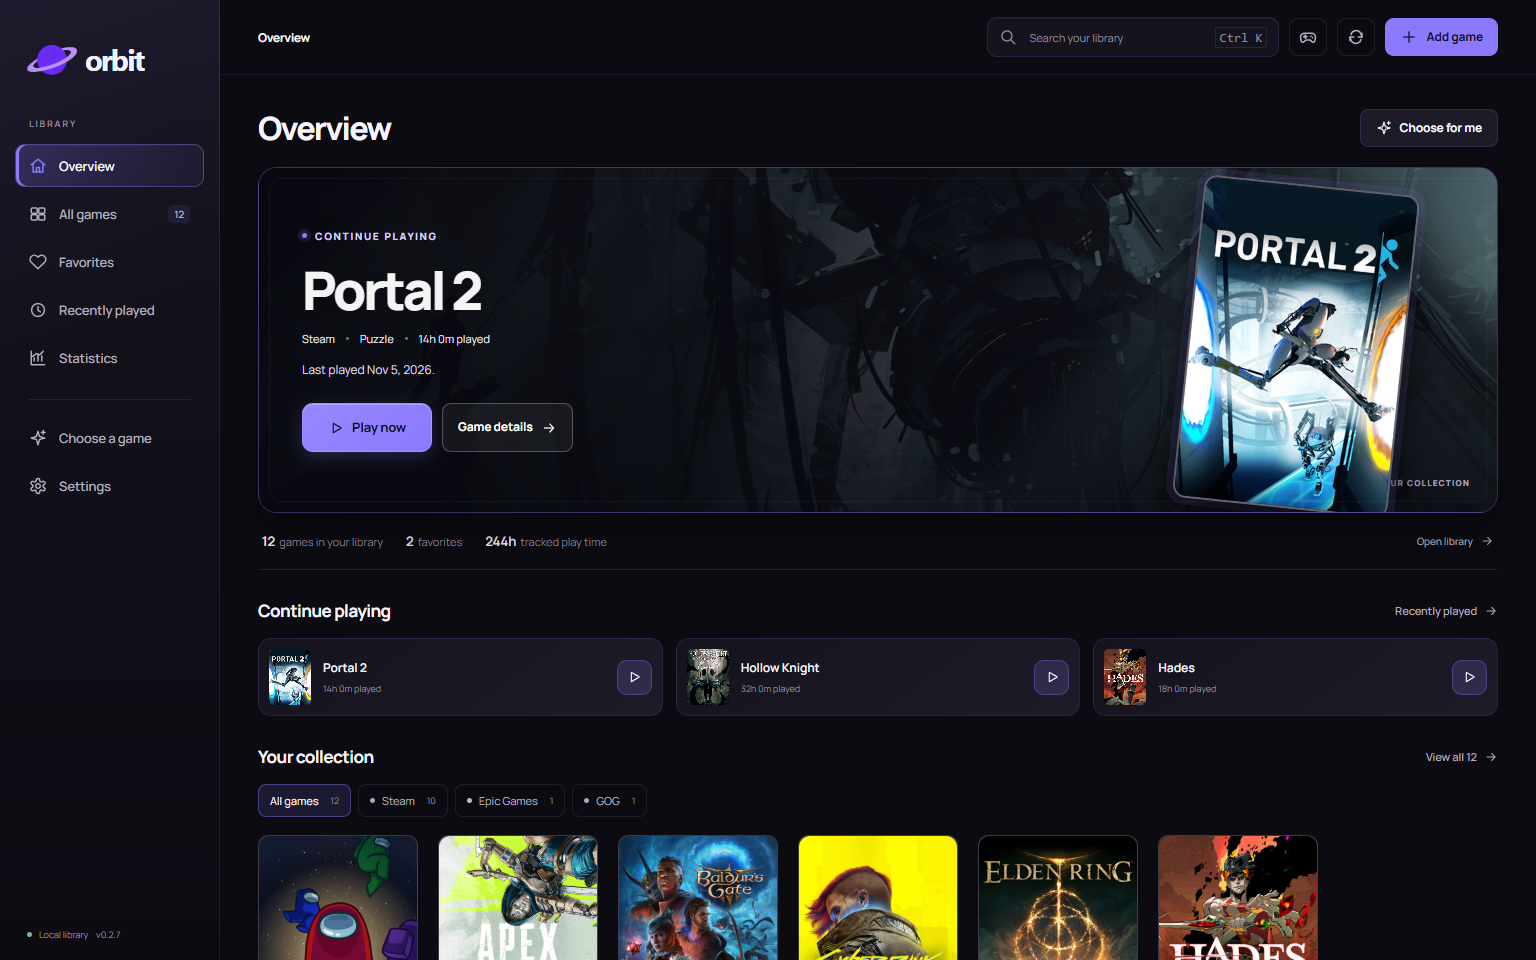 orbit
Overview
Search your library
Ctrl K
Add game
LIBRARY
Overview
All games 12
Favorites
Recently played
Statistics
Choose a game
Settings
Local library v0.2.7
Overview
Choose for me
CONTINUE PLAYING
Portal 2
Steam • Puzzle • 14h 0m played
Last played Nov 5, 2026.
Play now
Game details
PORTAL 2
UR COLLECTION
12 games in your library 2 favorites 244h tracked play time
Open library
Continue playing
Recently played
PORTAL 2
Portal 2
14h 0m played
Hollow Knight
32h 0m played
HADES
Hades
18h 0m played
Your collection
View all 12
All games 12
Steam 10
Epic Games 1
GOG 1
APEX
BALDUR'S
GATE
CYBERPUNK
ELDEN RING
HADES